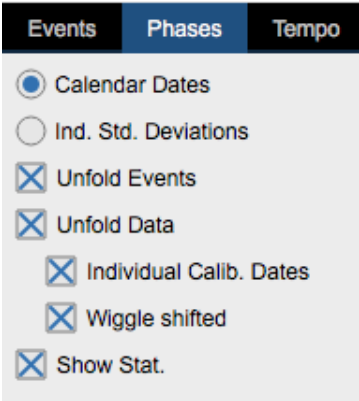 Events Phases Tempo
Calendar Dates
Ind. Std. Deviations
Unfold Events
Unfold Data
Individual Calib. Dates
Wiggle shifted
Show Stat.